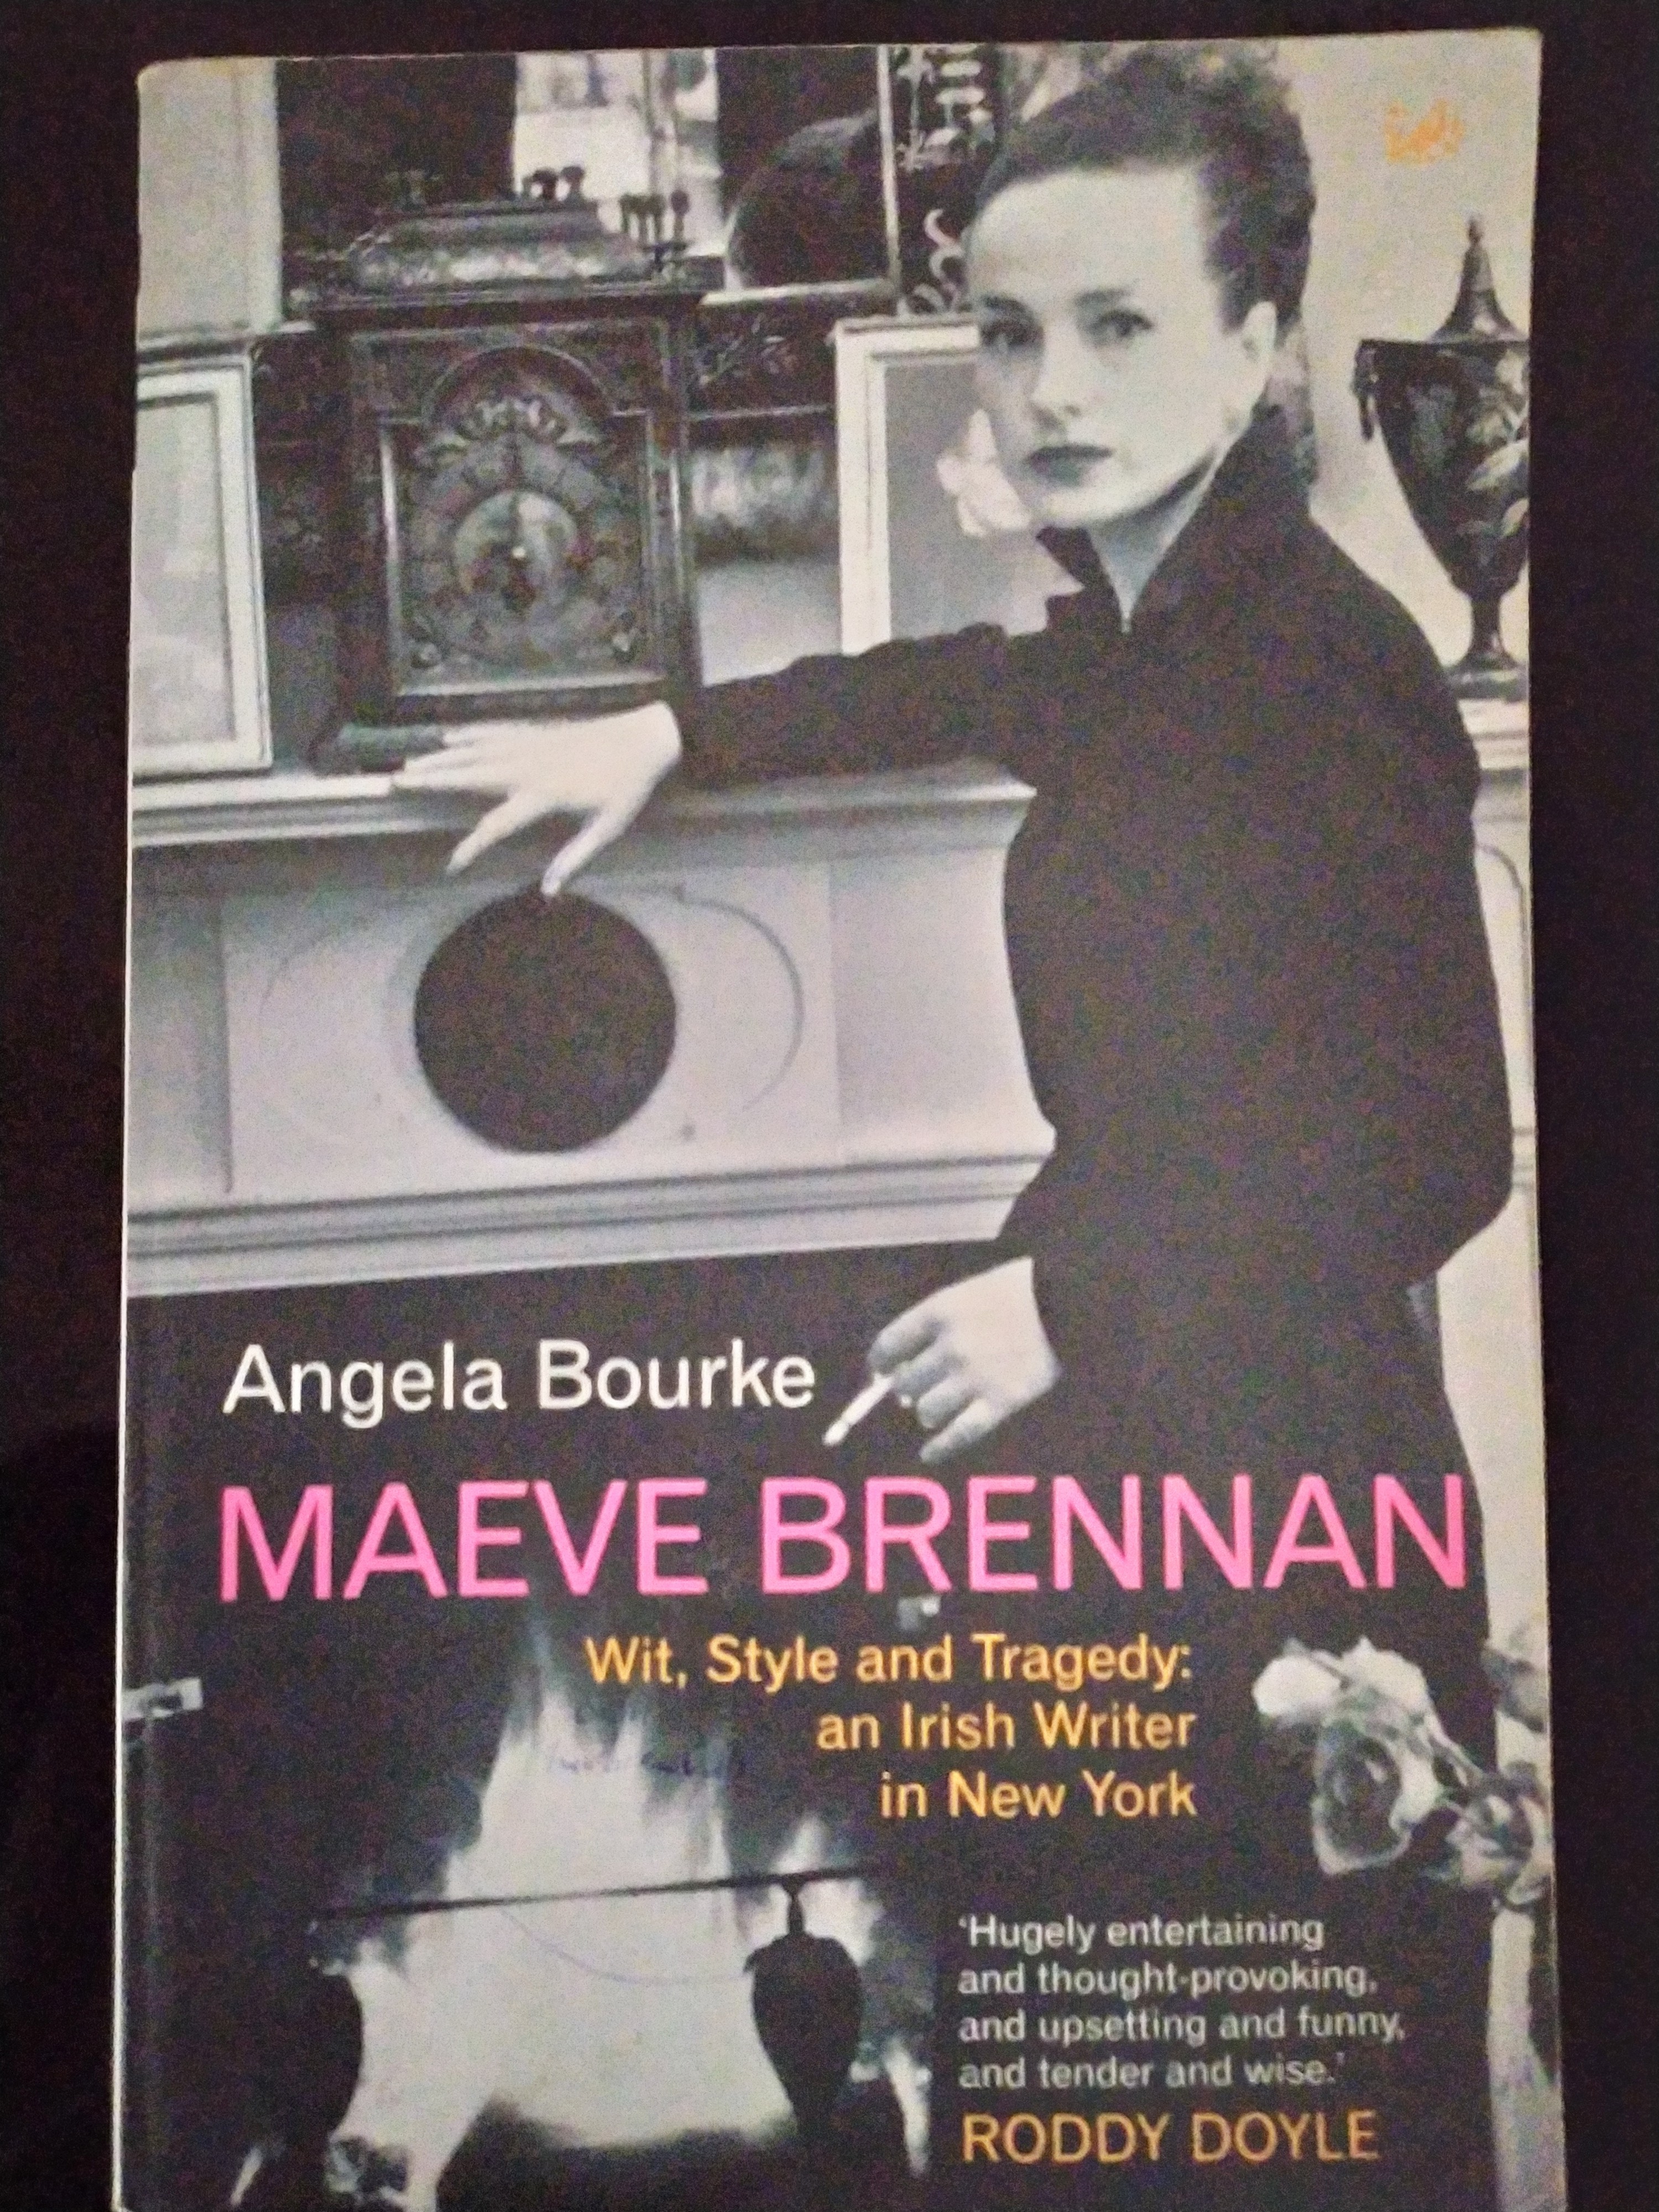 Angela Bourke
MAEVE BRENNAN
Wit, Style and Tragedy:
an Irish Writer
in New York
‘Hugely entertaining
and thought-provoking,
and upsetting and funny,
and tender and wise.’
RODDY DOYLE